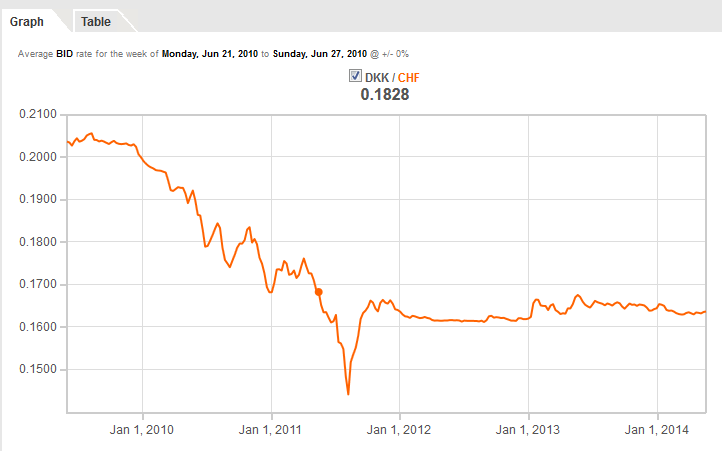 Graph Table
Average BID rate for the week of Monday, Jun 21, 2010 to Sunday, Jun 27, 2010 @ +/- 0%
DKK / CHF
0.1828
0.2100
0.2000
0.1900
0.1800
0.1700
0.1600
0.1500
Jan 1, 2010 Jan 1, 2011 Jan 1, 2012 Jan 1, 2013 Jan 1, 2014